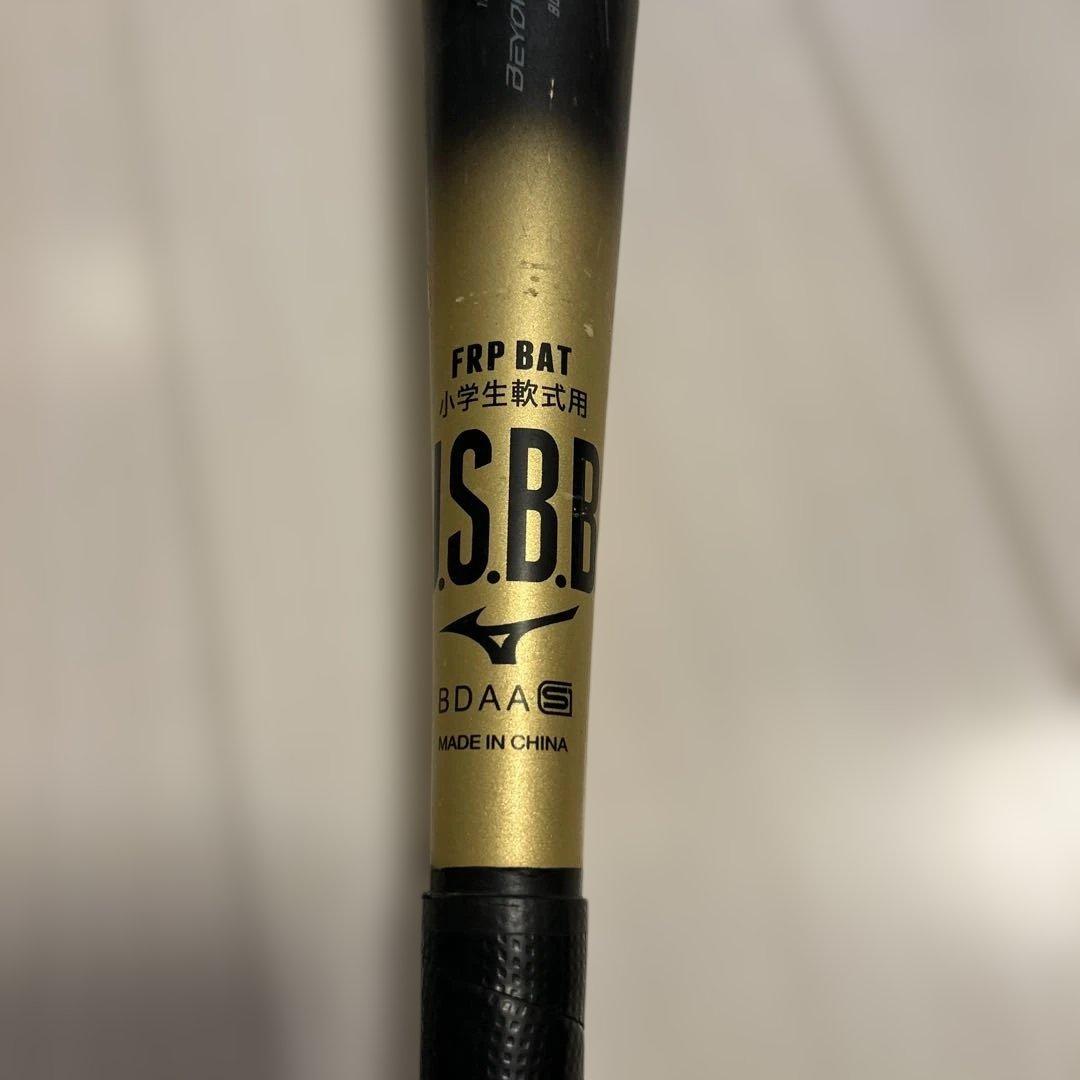 FRP BAT
小学生軟式用
J.S.B.B
BDAA
MADE IN CHINA